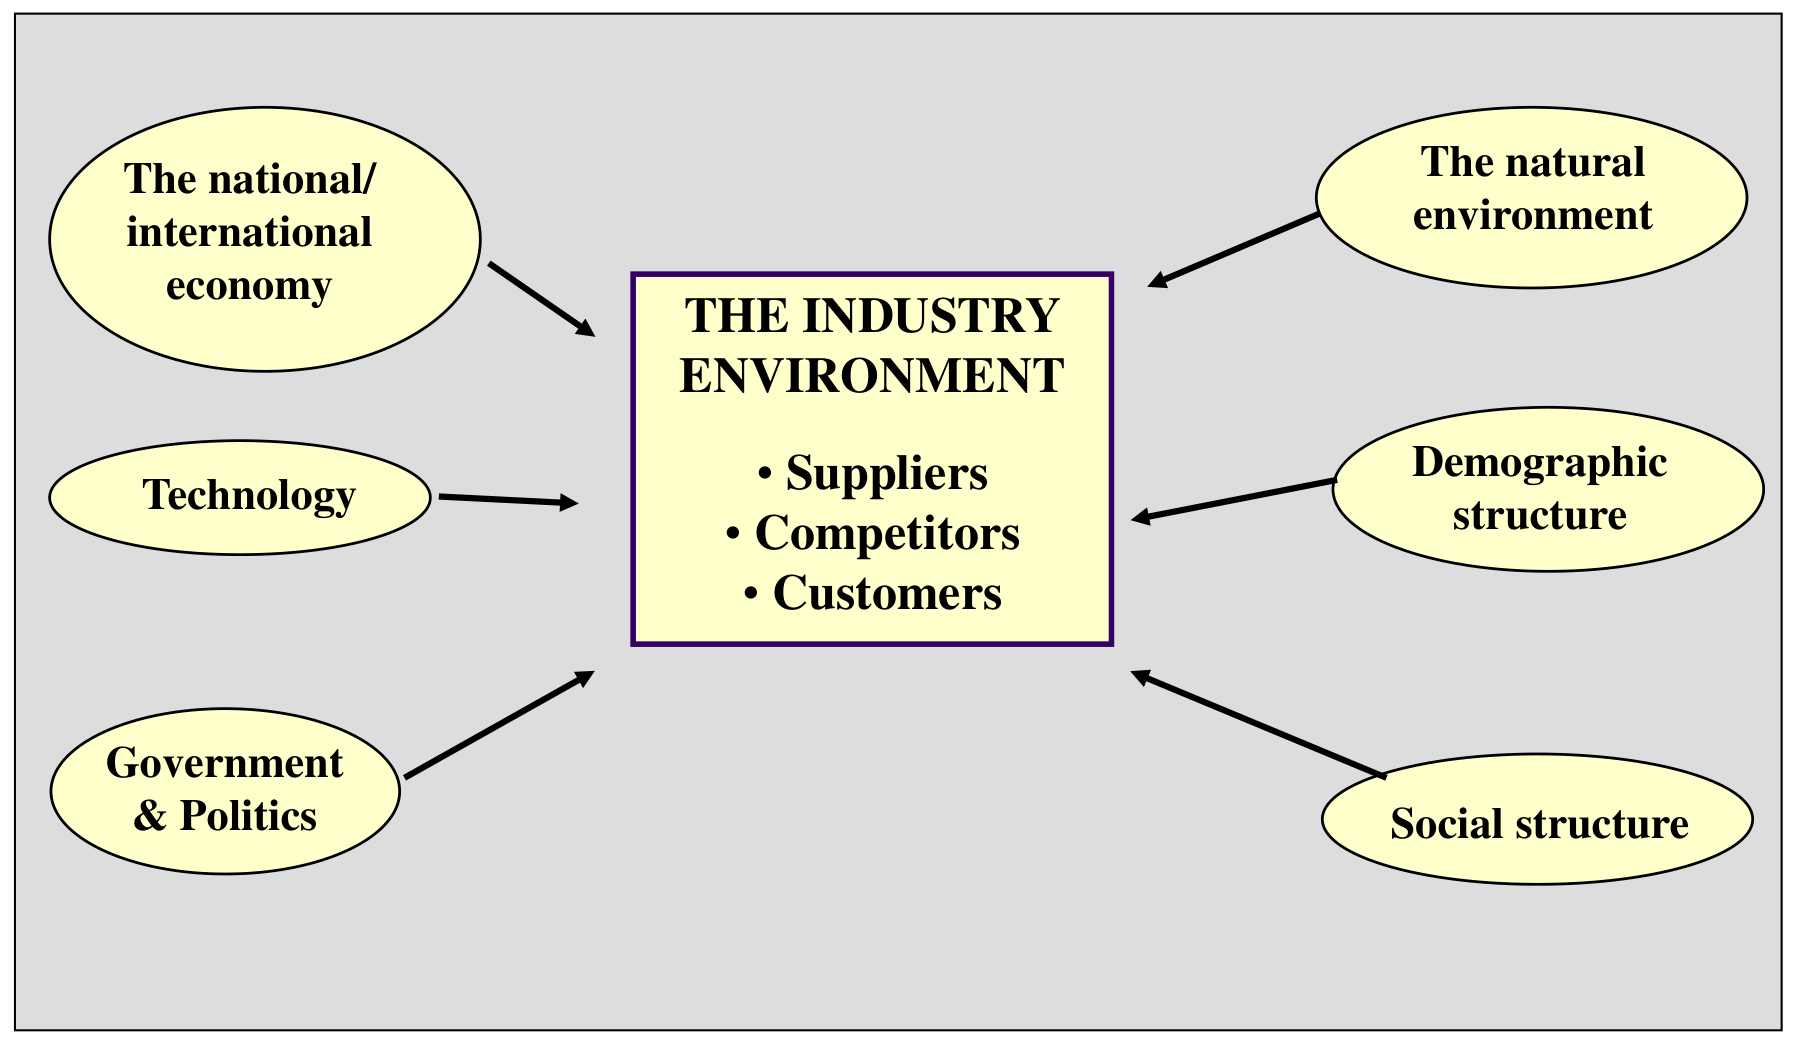 The national/
international
economy
Technology
Government
& Politics
THE INDUSTRY
ENVIRONMENT
• Suppliers
• Competitors
• Customers
The natural
environment
Demographic
structure
Social structure